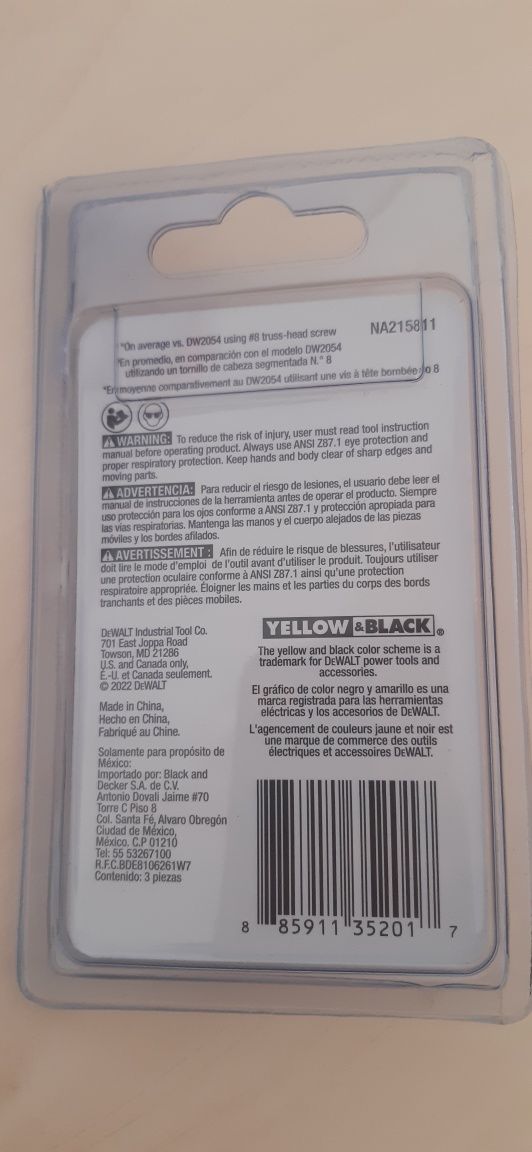 *On average vs. DW2054 using #8 truss-head screw
NA215811
*En promedio, en comparación con el modelo DW2054
utilizando un tornillo de cabeza segmentada N.° 8
*En moyenne comparativement au DW2054 utilisant une vis à tête bombée no 8
WARNING: To reduce the risk of injury, user must read tool instruction
manual before operating product. Always use ANSI Z87.1 eye protection and
proper respiratory protection. Keep hands and body clear of sharp edges and
moving parts.
ADVERTENCIA: Para reducir el riesgo de lesiones, el usuario debe leer el
manual de instrucciones de la herramienta antes de operar el producto. Siempre
uso protección para los ojos conforme a ANSI Z87.1 y protección apropiada para
las vías respiratorias. Mantenga las manos y el cuerpo alejados de las piezas
móviles y los bordes afilados.
AVERTISSEMENT : Afin de réduire le risque de blessures, l'utilisateur
doit lire le mode d'emploi de l'outil avant d'utiliser le produit. Toujours utiliser
une protection oculaire conforme à ANSI Z87.1 ainsi qu'une protection
respiratoire appropriée. Éloigner les mains et les parties du corps des bords
tranchants et des pièces mobiles.
DEWALT Industrial Tool Co.
701 East Joppa Road
Towson, MD 21286
U.S. and Canada only,
É.-U. et Canada seulement.
© 2022 DEWALT
Made in China,
Hecho en China,
Fabriqué au Chine.
Solamente para propósito de
México:
Importado por: Black and
Decker S.A. de C.V.
Antonio Dovali Jaime #70
Torre C Piso 8
Col. Santa Fé, Alvaro Obregón
Ciudad de México,
México. C.P 01210
Tel: 55 53267100
R.F.C.BDE8106261W7
Contenido: 3 piezas
YELLOW &BLACK®
The yellow and black color scheme is a
trademark for DEWALT power tools and
accessories.
El gráfico de color negro y amarillo es una
marca registrada para las herramientas
eléctricas y los accesorios de DEWALT.
L'agencement de couleurs jaune et noir est
une marque de commerce des outils
électriques et accessoires DEWALT.
8 85911 35201 7